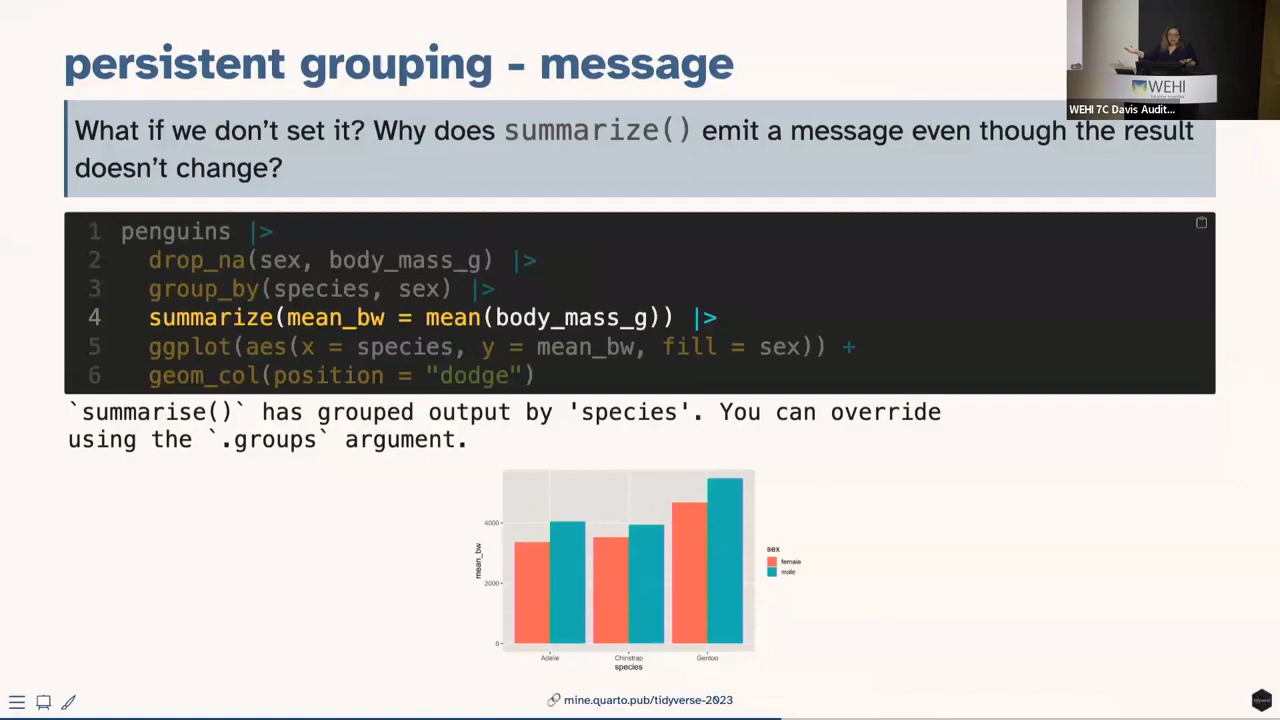 persistent grouping - message
What if we don't set it? Why does summarize() emit a message even though the result
doesn't change?
1 penguins |>
2 drop_na(sex, body_mass_g) |>
3 group_by(species, sex) |>
4 summarize(mean_bw = mean(body_mass_g)) |>
5 ggplot(aes(x = species, y = mean_bw, fill = sex)) +
6 geom_col(position = "dodge")
`summarise()` has grouped output by 'species'. You can override
using the `.groups` argument.
4000
2000
0
mean_bw
Adelie Chinstrap Gentoo
species
sex
female
male
mine.quarto.pub/tidyverse-2023
WEHI
WEHI 7C Davis Audit...